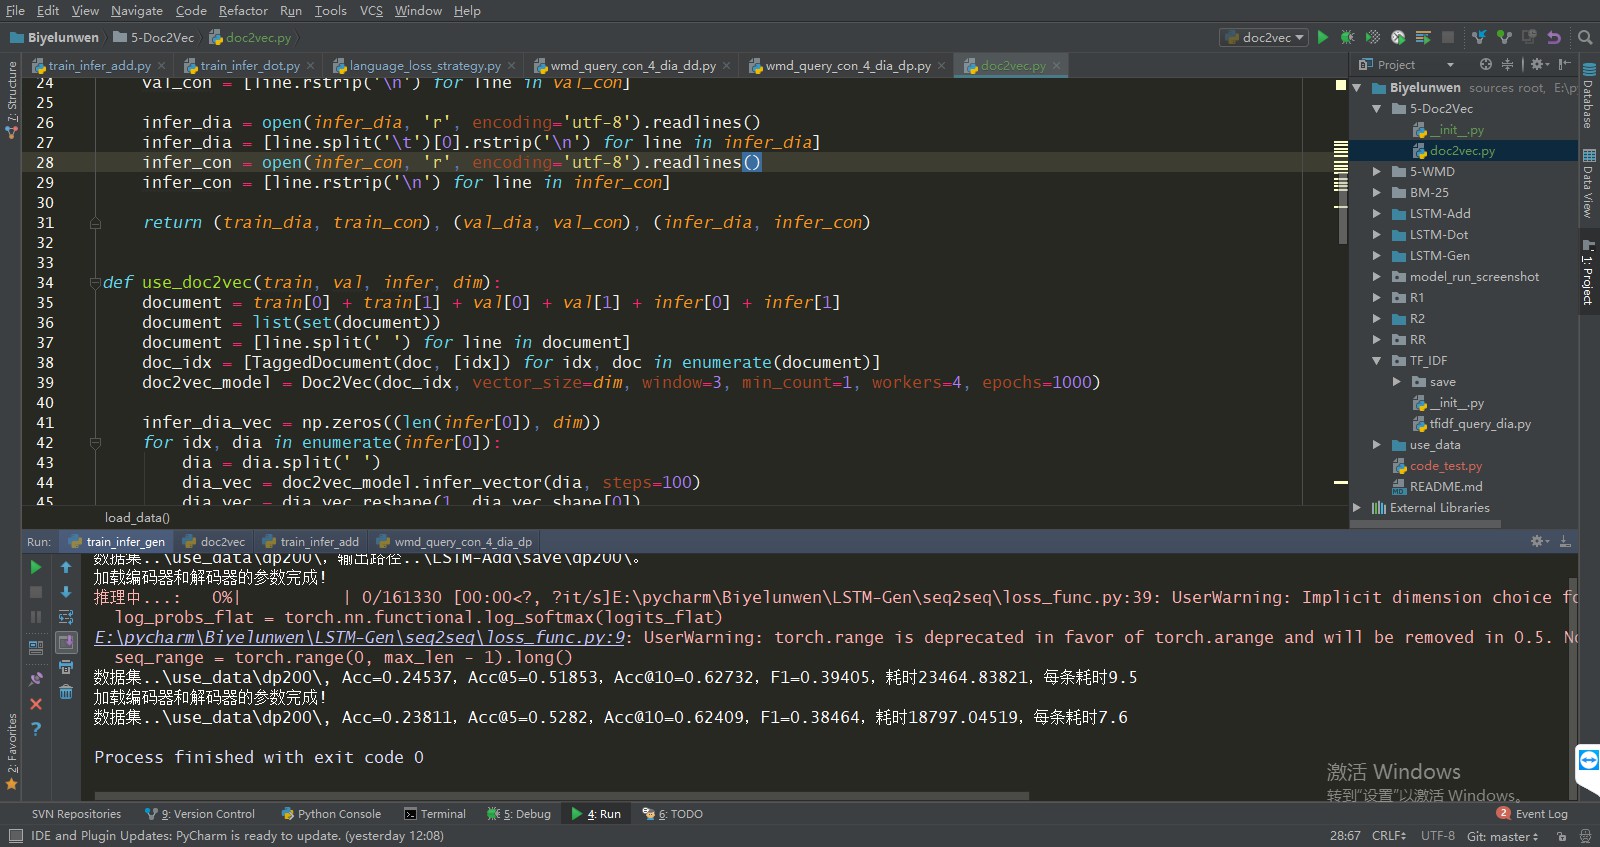 File Edit View Navigate Code Refactor Run Tools VCS Window Help
Biyelunwen 5-Doc2Vec doc2vec.py doc2vec
train_infer_add.py train_infer_dot.py language_loss_strategy.py wmd_query_con_4_dia_dd.py wmd_query_con_4_dia_dp.py doc2vec.py
24 val_con = [line.rstrip('\n') for line in val_con]
25
26 infer_dia = open(infer_dia, 'r', encoding='utf-8').readlines()
27 infer_dia = [line.split('\t')[0].rstrip('\n') for line in infer_dia]
28 infer_con = open(infer_con, 'r', encoding='utf-8').readlines()
29 infer_con = [line.rstrip('\n') for line in infer_con]
30
31 return (train_dia, train_con), (val_dia, val_con), (infer_dia, infer_con)
32
33
34 def use_doc2vec(train, val, infer, dim):
35 document = train[0] + train[1] + val[0] + val[1] + infer[0] + infer[1]
36 document = list(set(document))
37 document = [line.split(' ') for line in document]
38 doc_idx = [TaggedDocument(doc, [idx]) for idx, doc in enumerate(document)]
39 doc2vec_model = Doc2Vec(doc_idx, vector_size=dim, window=3, min_count=1, workers=4, epochs=1000)
40
41 infer_dia_vec = np.zeros((len(infer[0]), dim))
42 for idx, dia in enumerate(infer[0]):
43 dia = dia.split(' ')
44 dia_vec = doc2vec_model.infer_vector(dia, steps=100)
45 dia_vec = dia_vec.reshape(1, dia_vec.shape[0])
load_data()
Project
Biyelunwen sources root, E:\p
5-Doc2Vec
__init__.py
doc2vec.py
5-WMD
BM-25
LSTM-Add
LSTM-Dot
LSTM-Gen
model_run_screenshot
R1
R2
RR
TF_IDF
save
__init__.py
tfidf_query_dia.py
use_data
code_test.py
README.md
External Libraries
7: Structure
2: Favorites
Database
Data View
1: Project
Run: train_infer_gen doc2vec train_infer_add wmd_query_con_4_dia_dp
数据集..\use_data\dp200\，输出路径..\LSTM-Add\save\dp200\。
加载编码器和解码器的参数完成！
推理中...: 0%| | 0/161330 [00:00<?, ?it/s]E:\pycharm\Biyelunwen\LSTM-Gen\seq2seq\loss_func.py:39: UserWarning: Implicit dimension choice fo
log_probs_flat = torch.nn.functional.log_softmax(logits_flat)
E:\pycharm\Biyelunwen\LSTM-Gen\seq2seq\loss_func.py:9: UserWarning: torch.range is deprecated in favor of torch.arange and will be removed in 0.5. No
seq_range = torch.range(0, max_len - 1).long()
数据集..\use_data\dp200\, Acc=0.24537，Acc@5=0.51853，Acc@10=0.62732，F1=0.39405，耗时23464.83821，每条耗时9.5
加载编码器和解码器的参数完成！
数据集..\use_data\dp200\, Acc=0.23811，Acc@5=0.5282，Acc@10=0.62409，F1=0.38464，耗时18797.04519，每条耗时7.6
Process finished with exit code 0
激活 Windows
转到“设置”以激活 Windows。
SVN Repositories 9: Version Control Python Console Terminal 5: Debug 4: Run 6: TODO 2 Event Log
IDE and Plugin Updates: PyCharm is ready to update. (yesterday 12:08) 28:67 CRLF UTF-8 Git: master